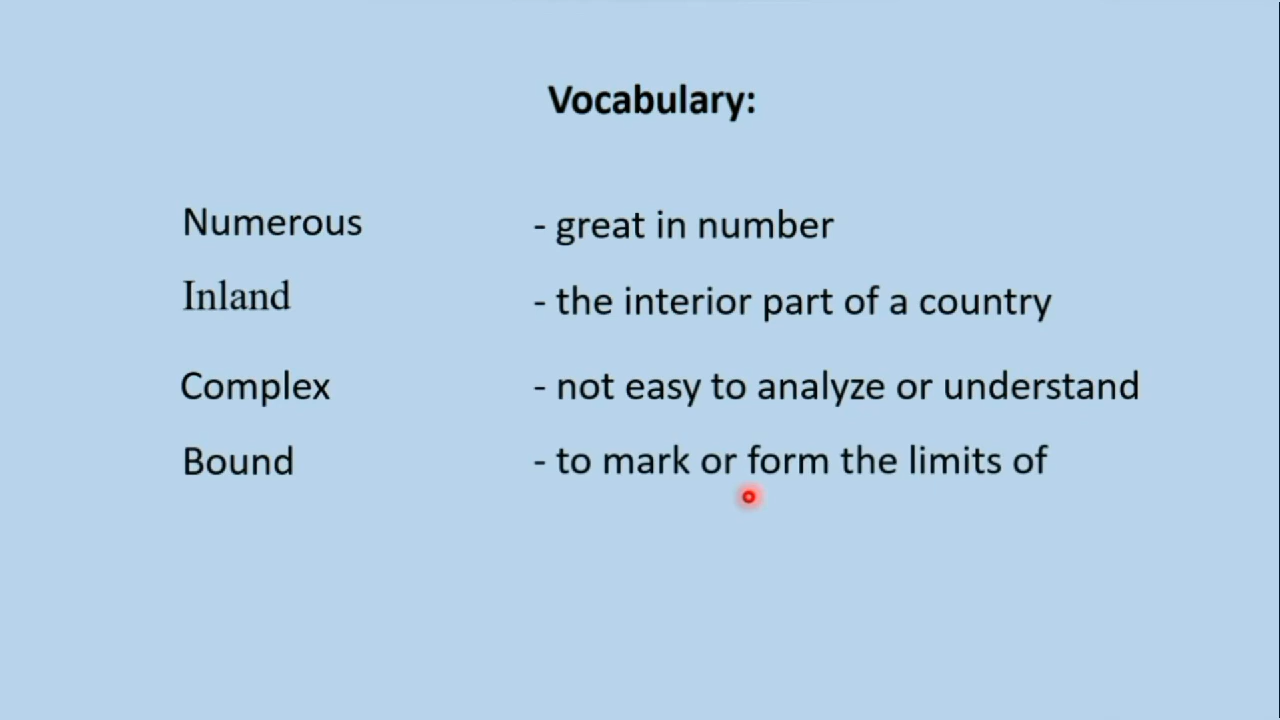 Vocabulary:
Numerous - great in number
Inland - the interior part of a country
Complex - not easy to analyze or understand
Bound - to mark or form the limits of